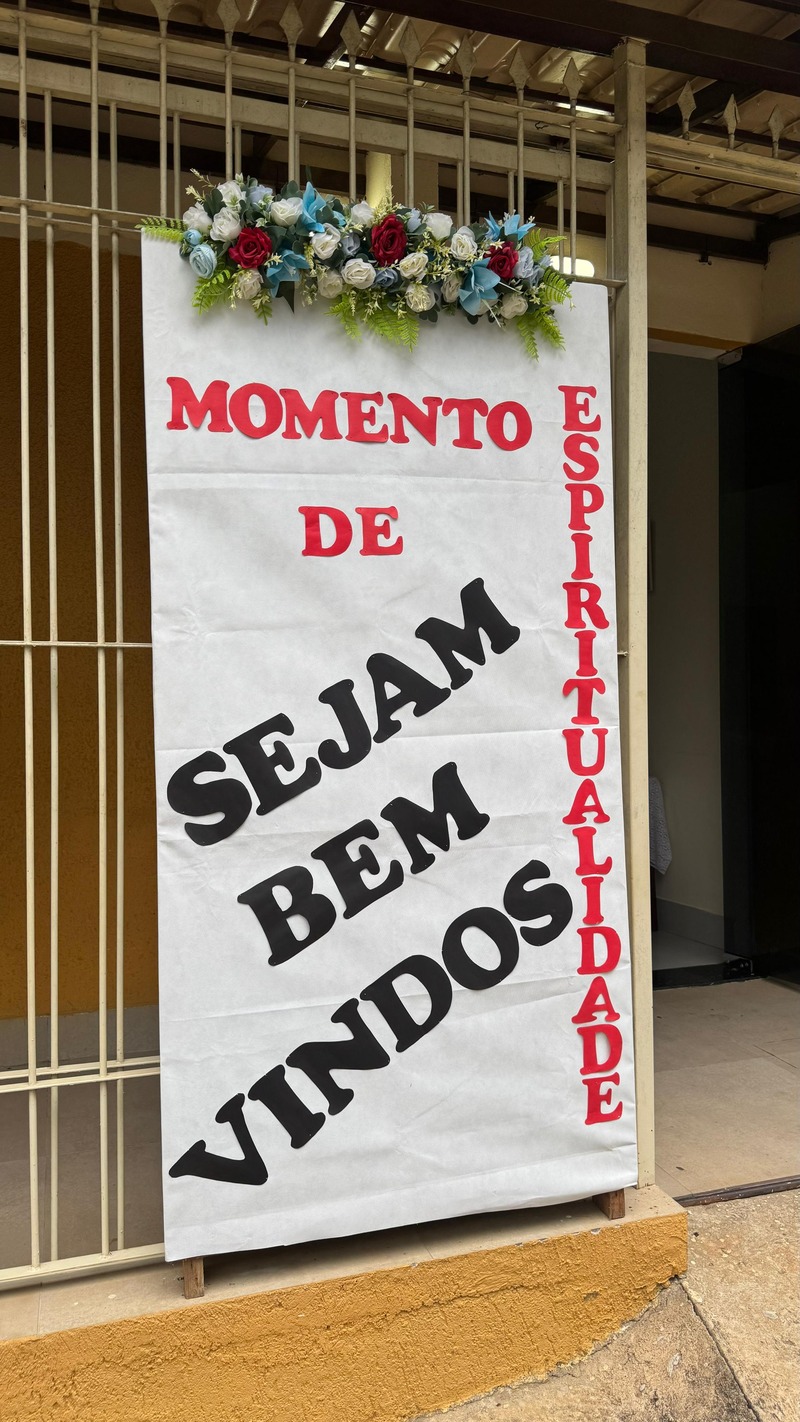 MOMENTO
DE
ESPIRITUALIDADE
SEJAM
BEM
VINDOS